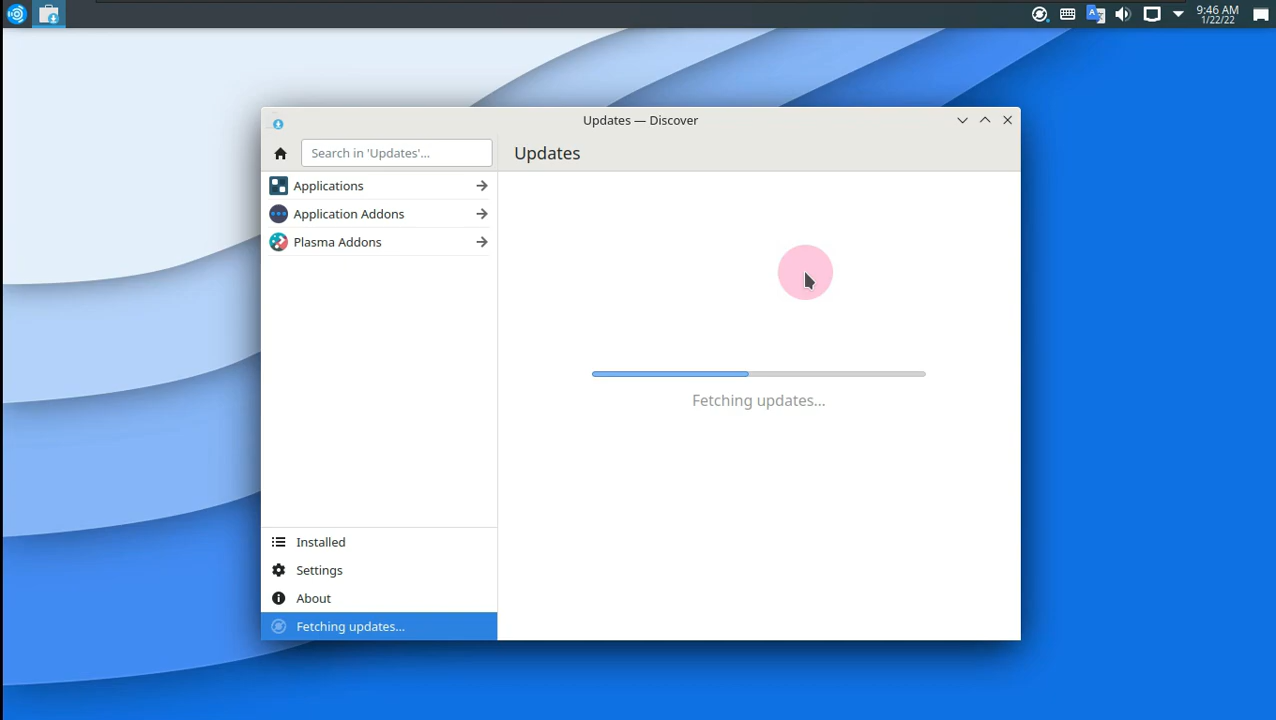 9:46 AM
1/22/22
Updates — Discover
Search in 'Updates'...
Updates
Applications
Application Addons
Plasma Addons
Fetching updates...
Installed
Settings
About
Fetching updates...